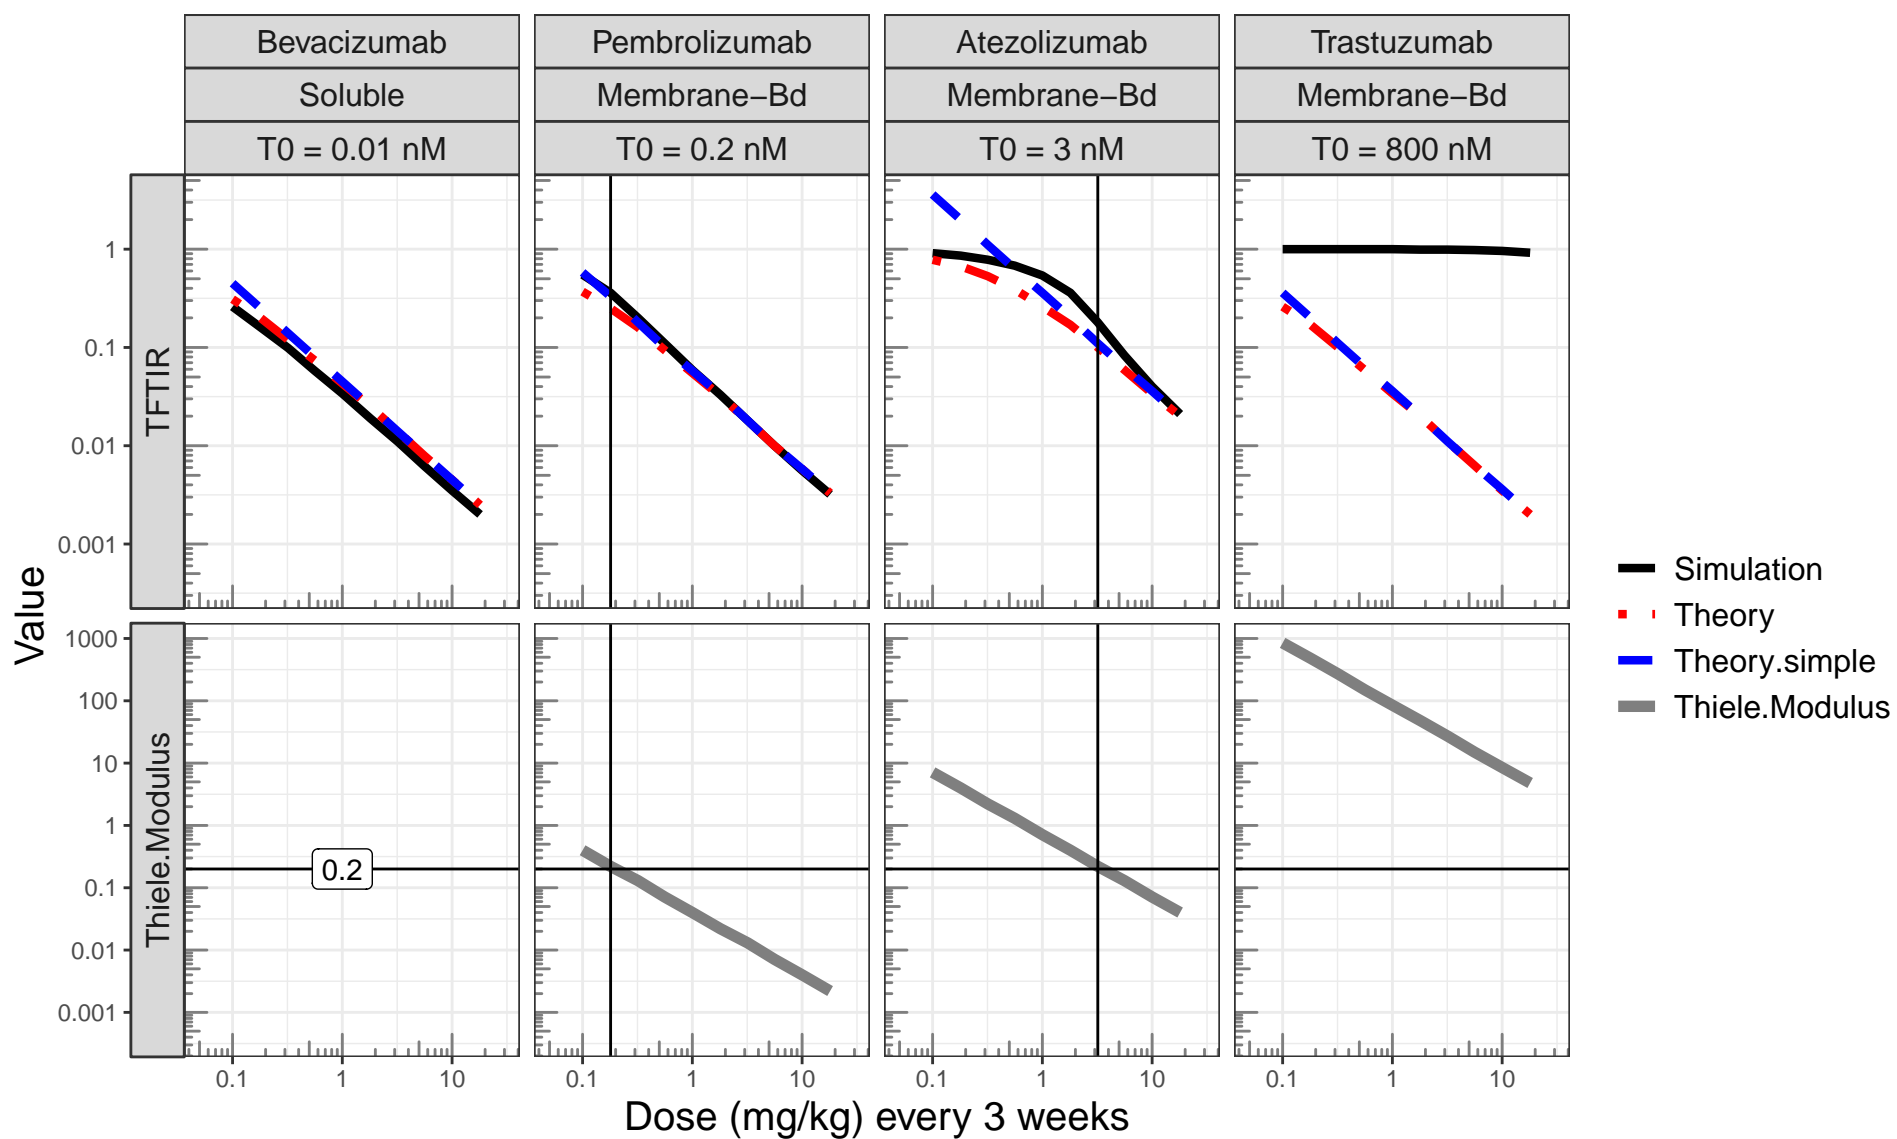 Bevacizumab
Pembrolizumab
Atezolizumab
Trastuzumab
Soluble
Membrane−Bd
Membrane−Bd
Membrane−Bd
T0 = 0.01 nM
T0 = 0.2 nM
T0 = 3 nM
T0 = 800 nM
Value
TFTIR
1
0.1
0.01
0.001
Thiele.Modulus
1000
100
10
1
0.1
0.01
0.001
0.2
0.1 1 10
0.1 1 10
0.1 1 10
0.1 1 10
Dose (mg/kg) every 3 weeks
Simulation
Theory
Theory.simple
Thiele.Modulus